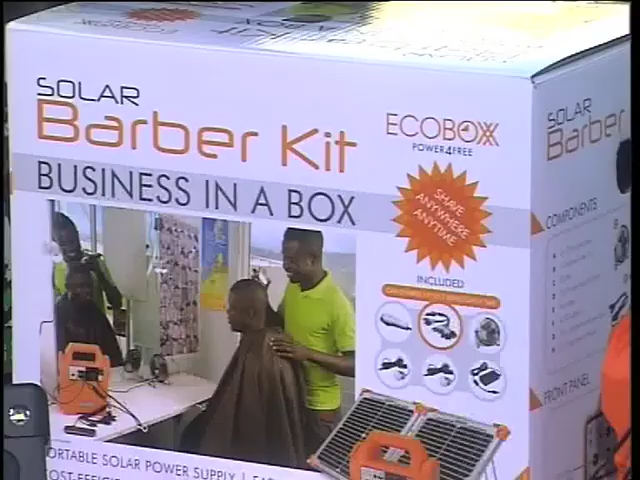 SOLAR
Barber Kit
BUSINESS IN A BOX
ECOBOXX
POWER4FREE
SHAVE
ANYWHERE
ANYTIME
INCLUDED
ORTABLE SOLAR POWER SUPPLY |
SOLAR
Barber
COMPONENTS
FRONT PANEL